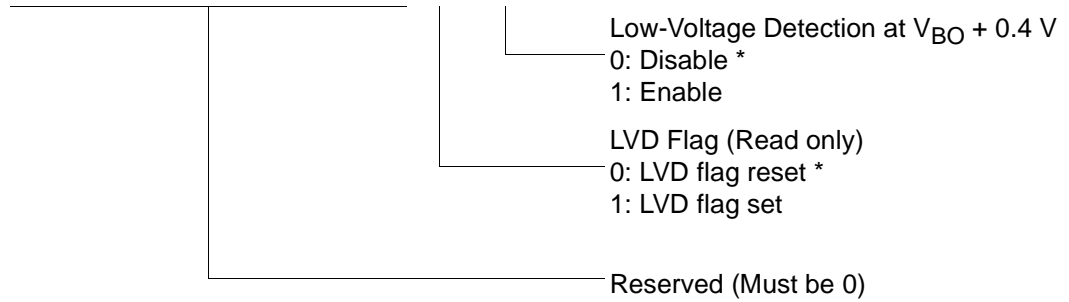 Low-Voltage Detection at VBO + 0.4 V
0: Disable *
1: Enable
LVD Flag (Read only)
0: LVD flag reset *
1: LVD flag set
Reserved (Must be 0)